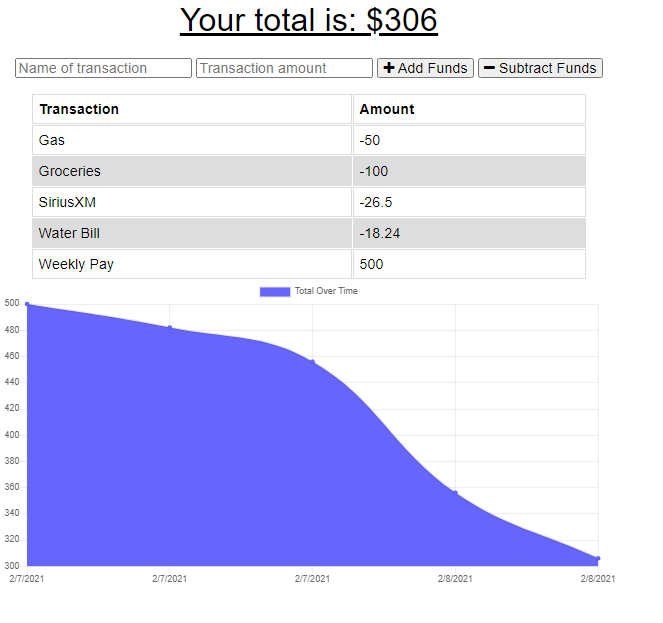 Your total is: $306
Name of transaction Transaction amount + Add Funds − Subtract Funds
Transaction Amount
Gas -50
Groceries -100
SiriusXM -26.5
Water Bill -18.24
Weekly Pay 500
Total Over Time
500
480
460
440
420
400
380
360
340
320
300
2/7/2021 2/7/2021 2/7/2021 2/8/2021 2/8/2021